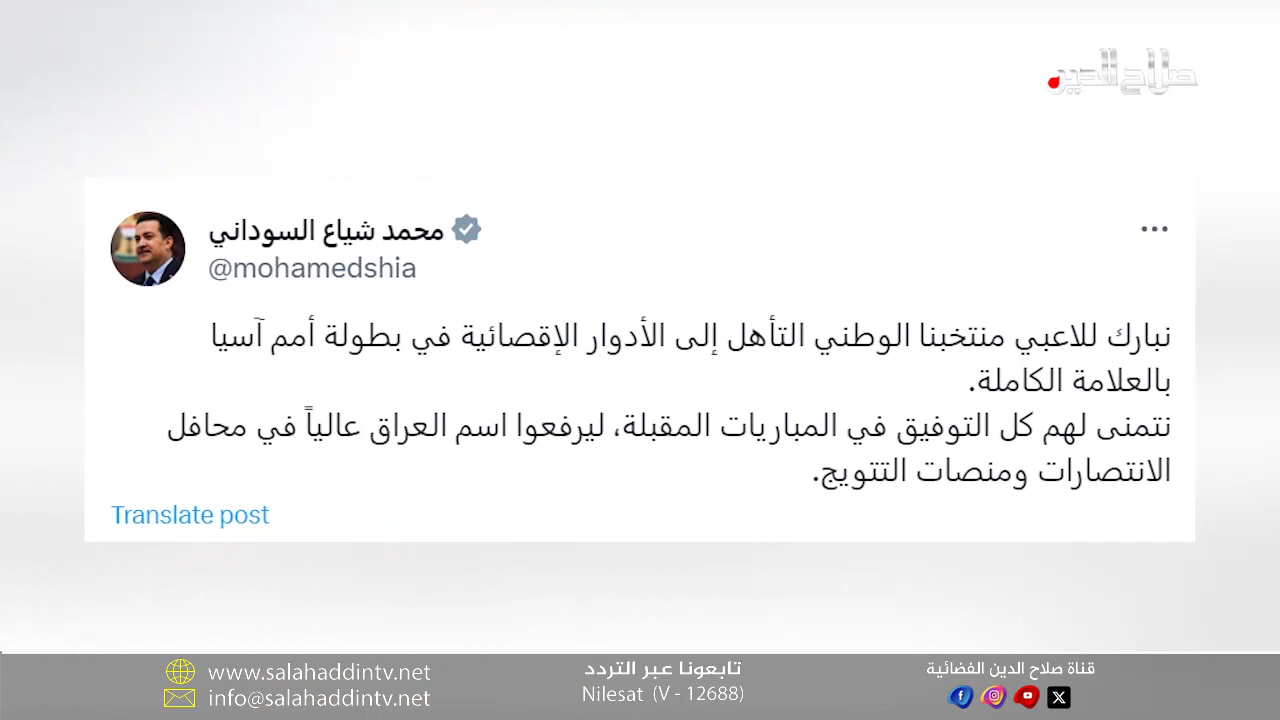 صلاح الدين
محمد شياع السوداني
@mohamedshia
نبارك للاعبي منتخبنا الوطني التأهل إلى الأدوار الإقصائية في بطولة أمم آسيا
بالعلامة الكاملة.
نتمنى لهم كل التوفيق في المباريات المقبلة، ليرفعوا اسم العراق عالياً في محافل
الانتصارات ومنصات التتويج.
Translate post
قناة صلاح الدين الفضائية
تابعونا عبر التردد
Nilesat (V - 12688)
www.salahaddintv.net
info@salahaddintv.net